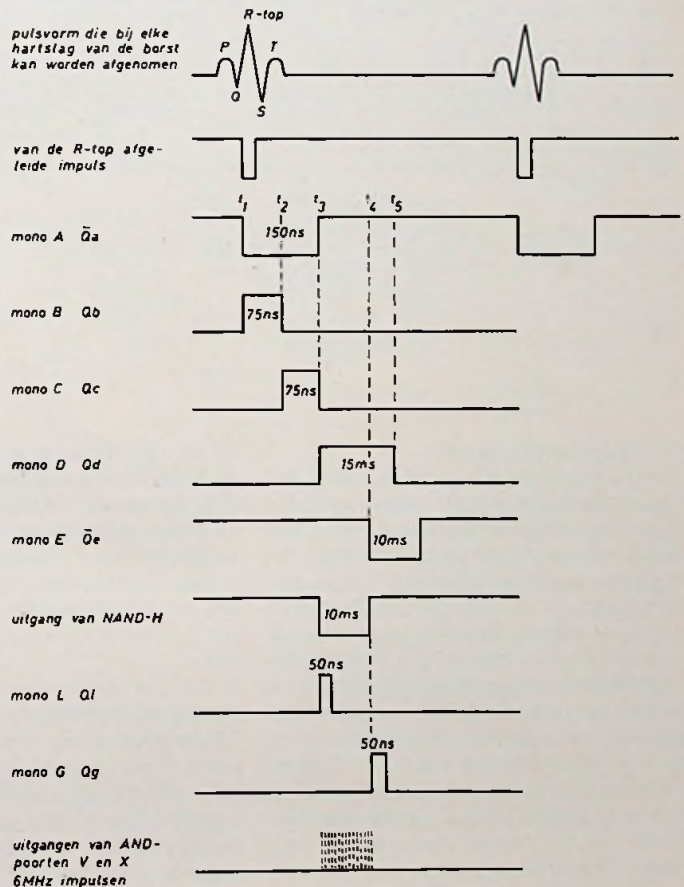 R-top
pulsvorm die bij elke
hartslag van de borst
kan worden afgenomen
P
T
Q
S
van de R-top afge-
leide impuls
t1 t2 t3 t4 t5
mono A Q̄a
150ns
mono B Qb
75ns
mono C Qc
75ns
mono D Qd
15ms
mono E Q̄e
10ms
uitgang van NAND-H
10ms
50ns
mono L Ql
50ns
mono G Qg
uitgangen van AND-
poorten V en X
6MHz impulsen